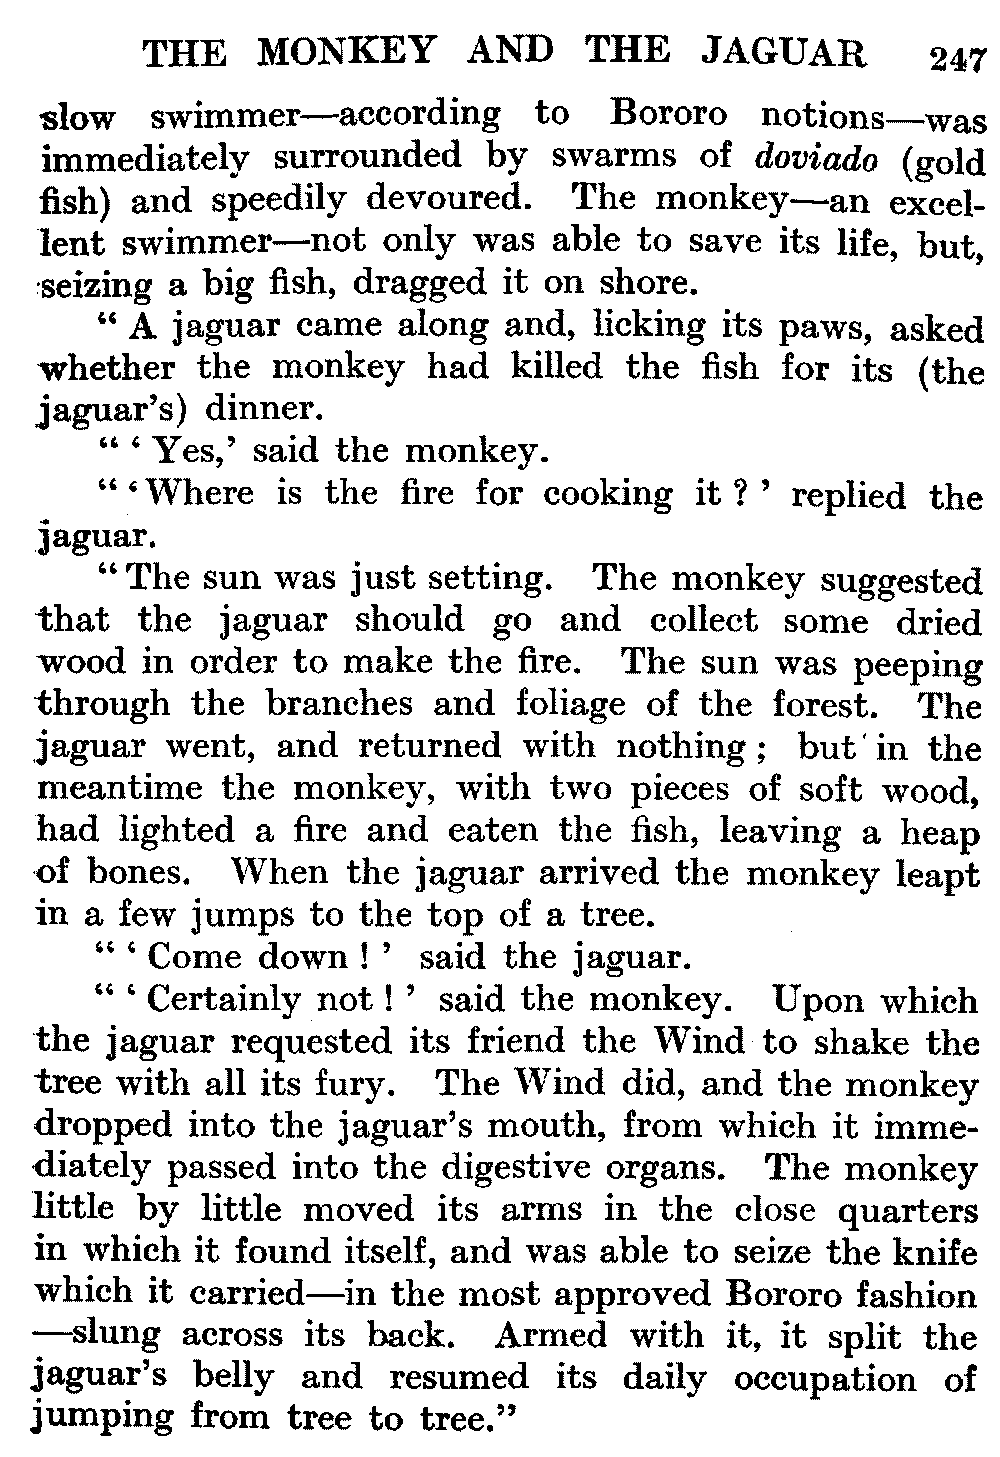 THE MONKEY AND THE JAGUAR 247
slow swimmer—according to Bororo notions—was
immediately surrounded by swarms of doviado (gold
fish) and speedily devoured. The monkey—an excel-
lent swimmer—not only was able to save its life, but,
seizing a big fish, dragged it on shore.
“ A jaguar came along and, licking its paws, asked
whether the monkey had killed the fish for its (the
jaguar’s) dinner.
“ ‘ Yes,’ said the monkey.
“ ‘ Where is the fire for cooking it ? ’ replied the
jaguar.
“ The sun was just setting. The monkey suggested
that the jaguar should go and collect some dried
wood in order to make the fire. The sun was peeping
through the branches and foliage of the forest. The
jaguar went, and returned with nothing ; but in the
meantime the monkey, with two pieces of soft wood,
had lighted a fire and eaten the fish, leaving a heap
of bones. When the jaguar arrived the monkey leapt
in a few jumps to the top of a tree.
“ ‘ Come down ! ’ said the jaguar.
“ ‘ Certainly not ! ’ said the monkey. Upon which
the jaguar requested its friend the Wind to shake the
tree with all its fury. The Wind did, and the monkey
dropped into the jaguar’s mouth, from which it imme-
diately passed into the digestive organs. The monkey
little by little moved its arms in the close quarters
in which it found itself, and was able to seize the knife
which it carried—in the most approved Bororo fashion
—slung across its back. Armed with it, it split the
jaguar’s belly and resumed its daily occupation of
jumping from tree to tree.”